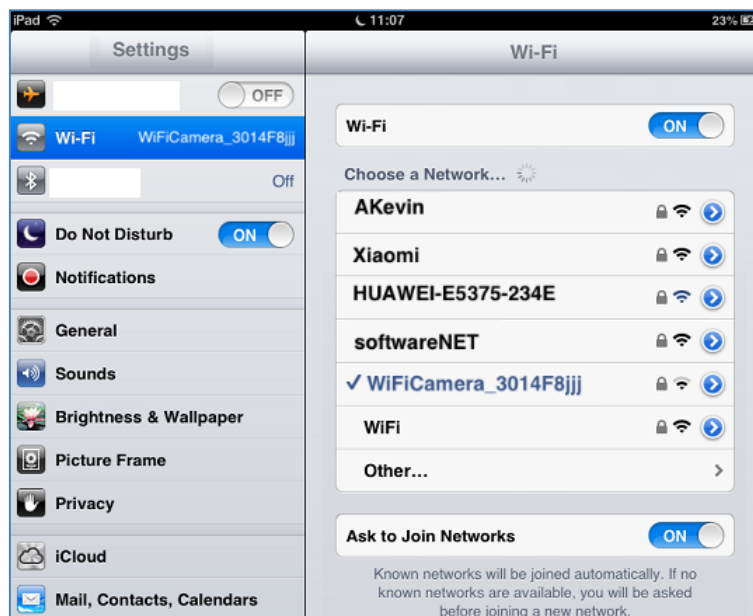 iPad 11:07 23%
Settings
OFF
Wi-Fi WiFiCamera_3014F8jjj
Off
Do Not Disturb ON
Notifications
General
Sounds
Brightness & Wallpaper
Picture Frame
Privacy
iCloud
Mail, Contacts, Calendars
Wi-Fi
Wi-Fi ON
Choose a Network...
AKevin
Xiaomi
HUAWEI-E5375-234E
softwareNET
✓ WiFiCamera_3014F8jjj
WiFi
Other...
Ask to Join Networks ON
Known networks will be joined automatically. If no
known networks are available, you will be asked
before joining a new network.